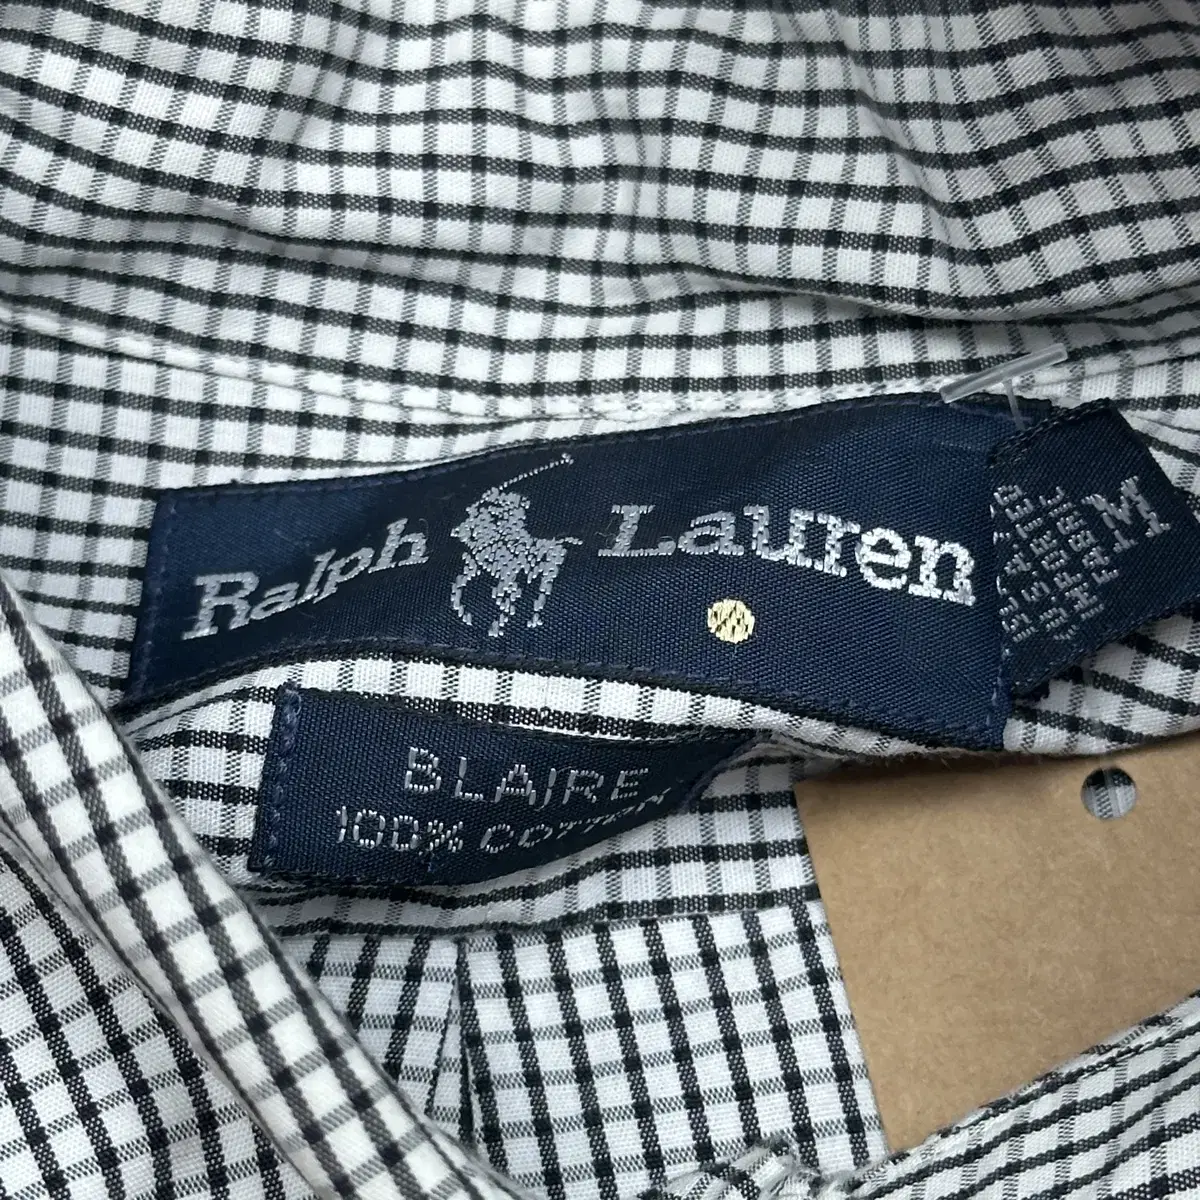 Ralph Lauren
M
BLAIRE
100% COTTON